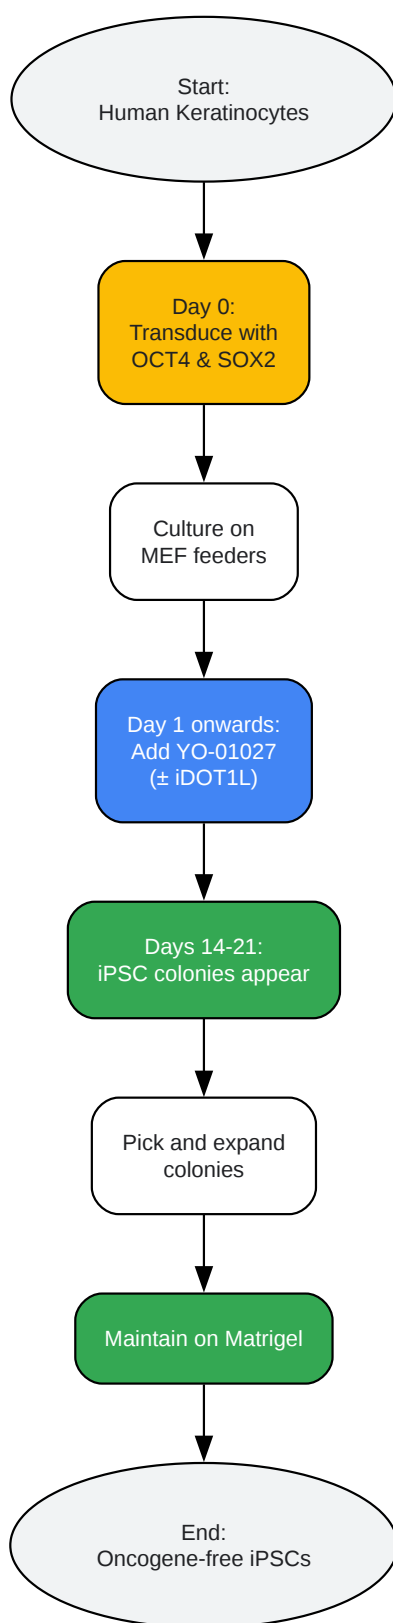 Start:
Human Keratinocytes
Day 0:
Transduce with
OCT4 & SOX2
Culture on
MEF feeders
Day 1 onwards:
Add YO-01027
(± iDOT1L)
Days 14-21:
iPSC colonies appear
Pick and expand
colonies
Maintain on Matrigel
End:
Oncogene-free iPSCs